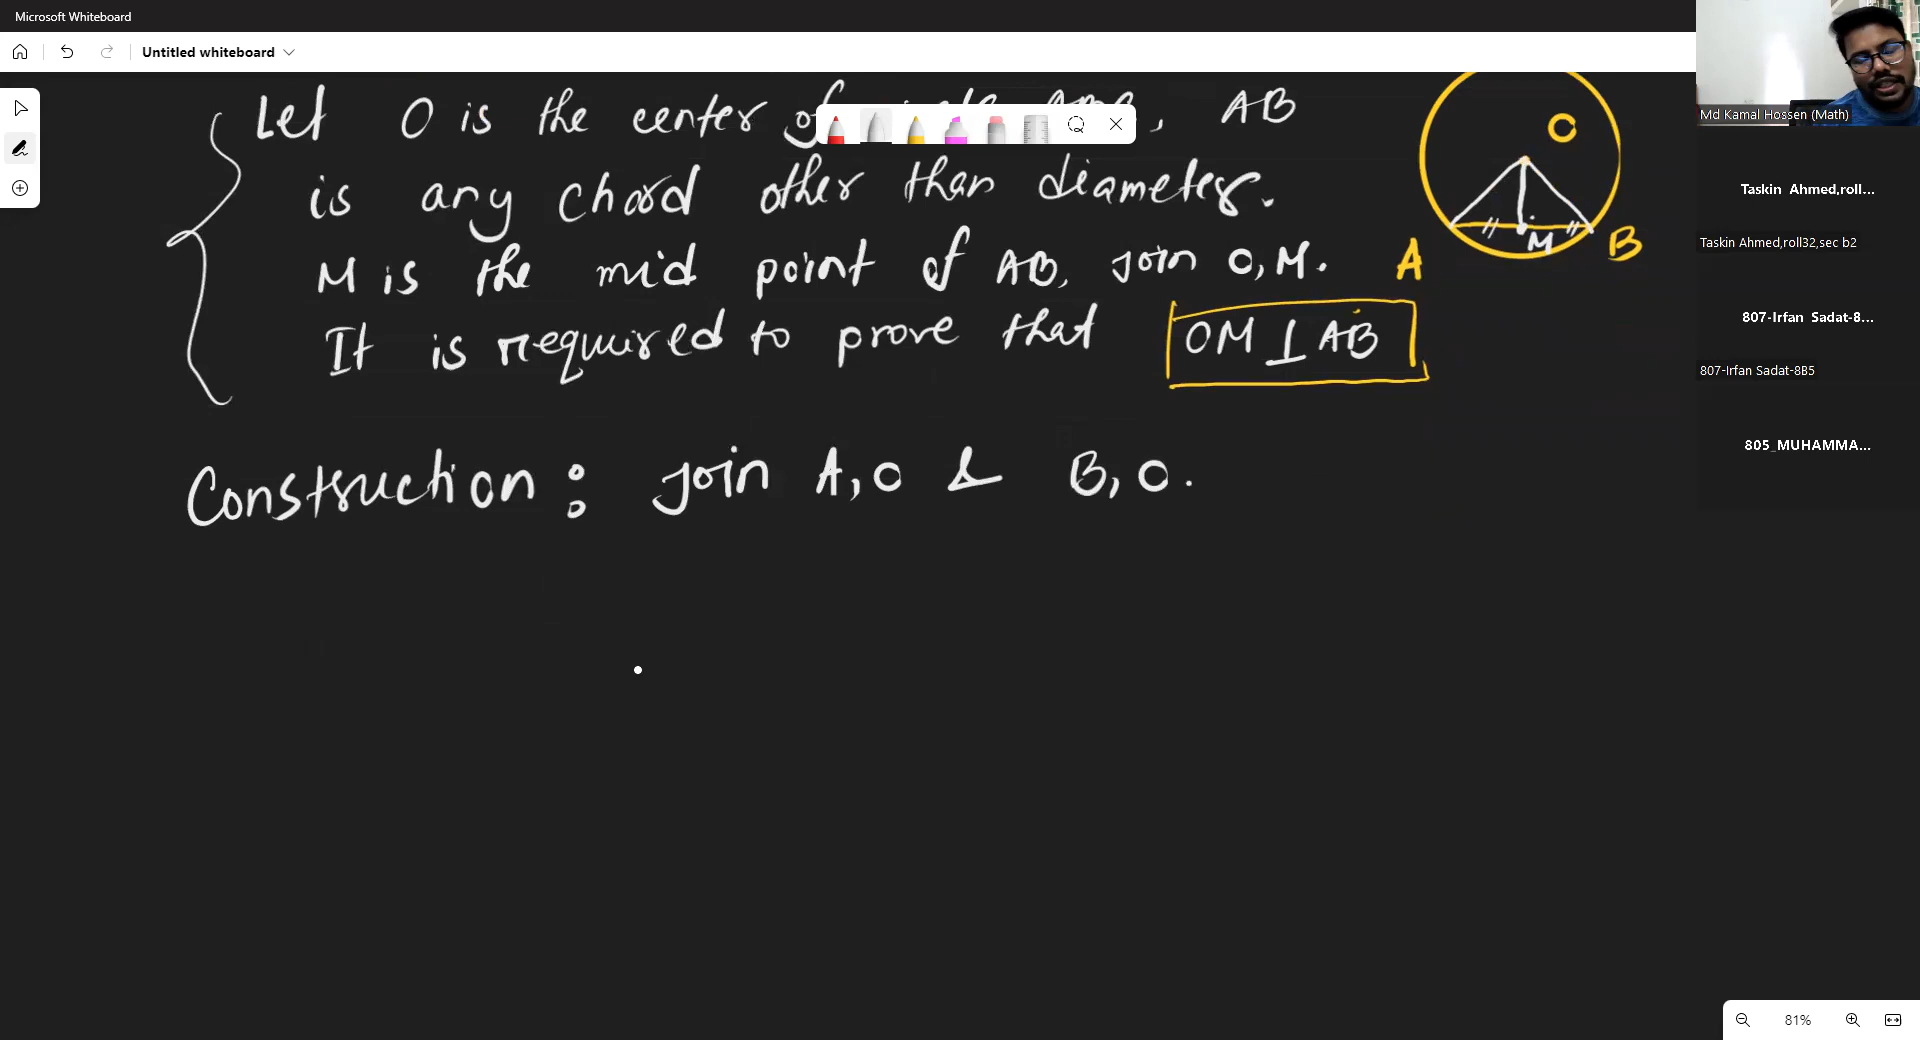 Microsoft Whiteboard
Untitled whiteboard
Let O is the center of , AB
is any chord other than diameter.
M is the mid point of AB, join O, M.
It is required to prove that OM ⊥ AB
Construction : join A, O & B, O.
O
M
A
B
Md Kamal Hossen (Math)
Taskin Ahmed,roll...
Taskin Ahmed,roll32,sec b2
807-Irfan Sadat-8...
807-Irfan Sadat-8B5
805_MUHAMMA...
81%